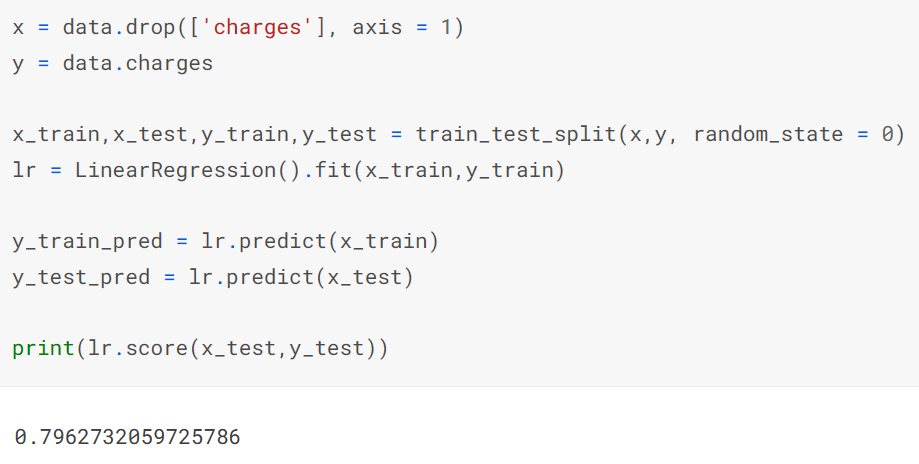 x = data.drop(['charges'], axis = 1)
y = data.charges
x_train,x_test,y_train,y_test = train_test_split(x,y, random_state = 0)
lr = LinearRegression().fit(x_train,y_train)
y_train_pred = lr.predict(x_train)
y_test_pred = lr.predict(x_test)
print(lr.score(x_test,y_test))
0.7962732059725786